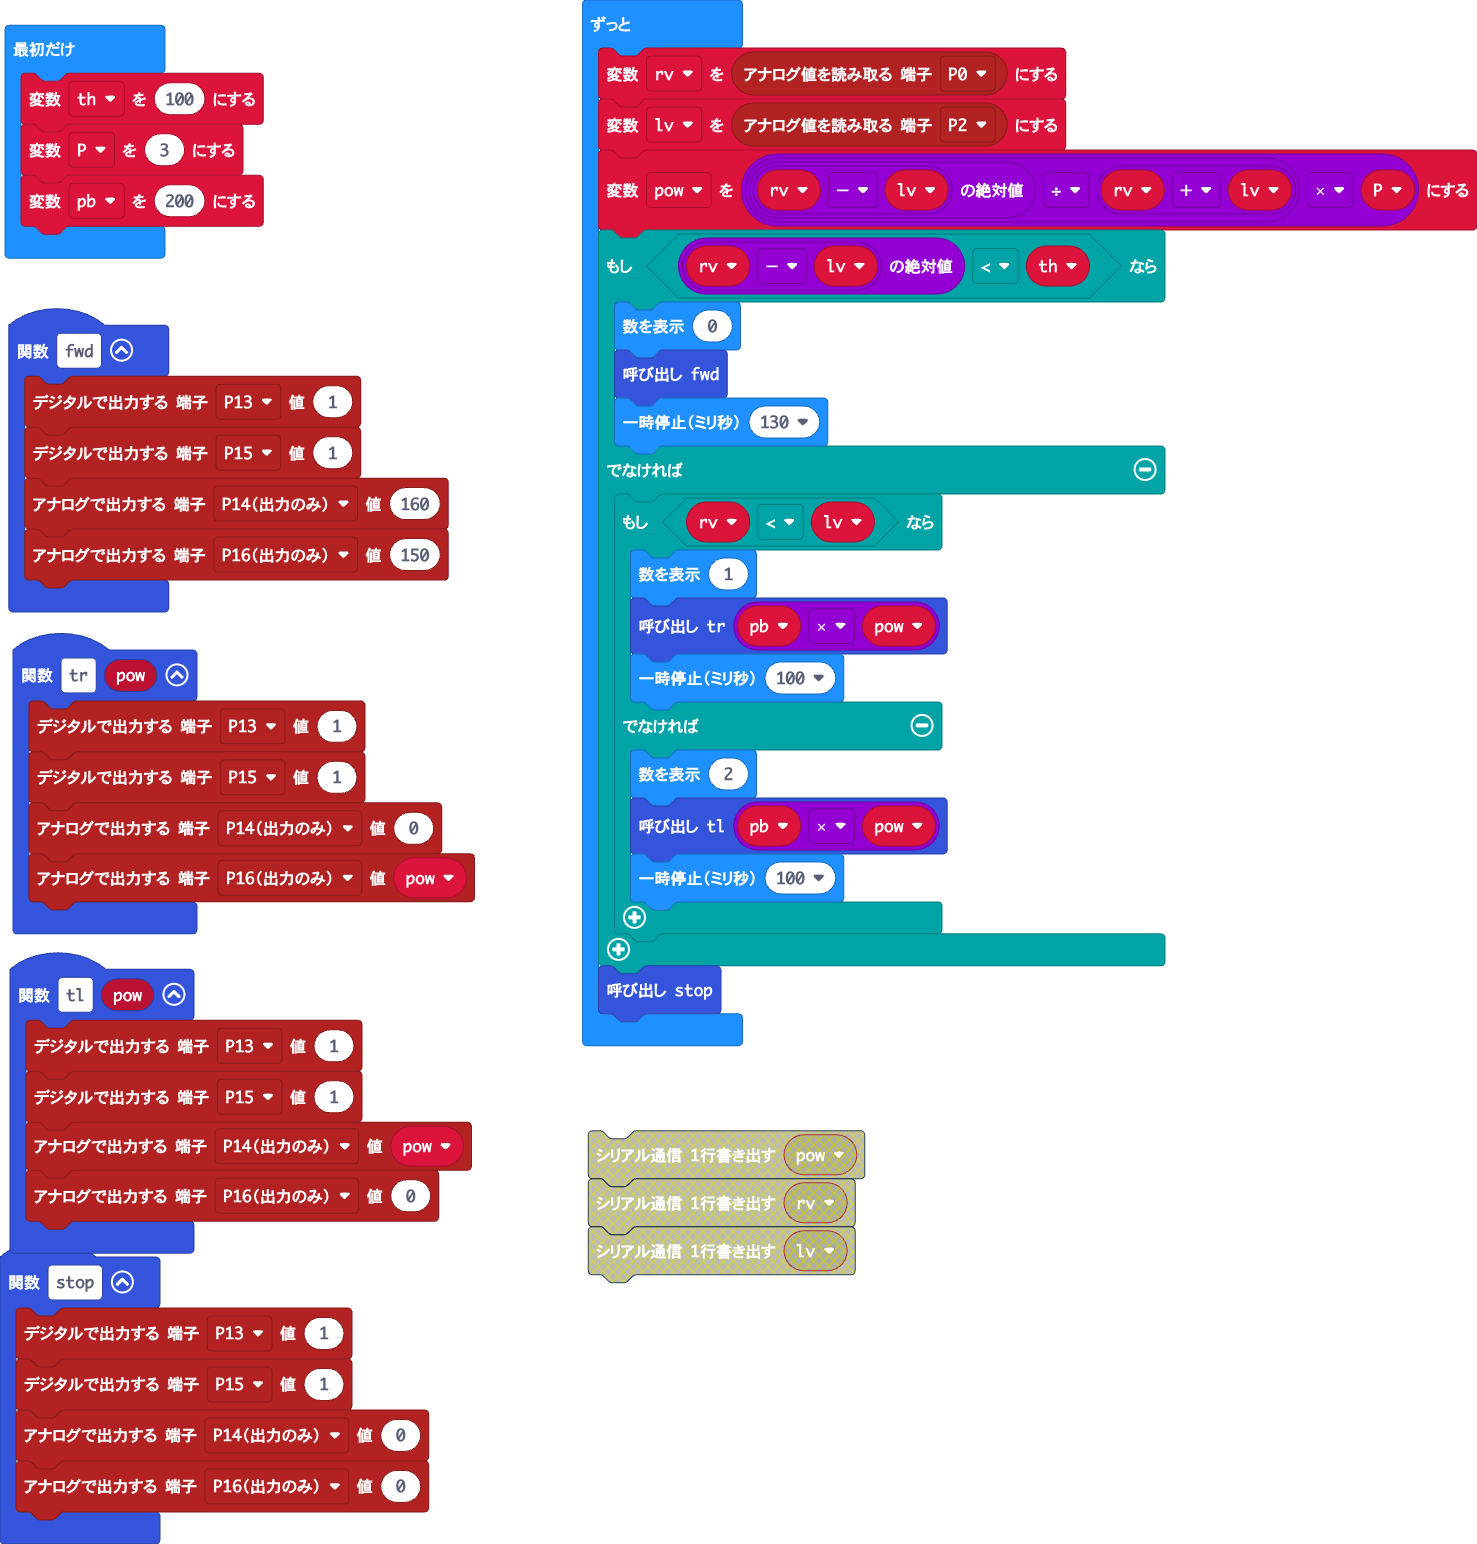 最初だけ
変数 th を 100 にする
変数 P を 3 にする
変数 pb を 200 にする
関数 fwd
デジタルで出力する 端子 P13 値 1
デジタルで出力する 端子 P15 値 1
アナログで出力する 端子 P14(出力のみ) 値 160
アナログで出力する 端子 P16(出力のみ) 値 150
関数 tr pow
デジタルで出力する 端子 P13 値 1
デジタルで出力する 端子 P15 値 1
アナログで出力する 端子 P14(出力のみ) 値 0
アナログで出力する 端子 P16(出力のみ) 値 pow
関数 tl pow
デジタルで出力する 端子 P13 値 1
デジタルで出力する 端子 P15 値 1
アナログで出力する 端子 P14(出力のみ) 値 pow
アナログで出力する 端子 P16(出力のみ) 値 0
関数 stop
デジタルで出力する 端子 P13 値 1
デジタルで出力する 端子 P15 値 1
アナログで出力する 端子 P14(出力のみ) 値 0
アナログで出力する 端子 P16(出力のみ) 値 0
ずっと
変数 rv を アナログ値を読み取る 端子 P0 にする
変数 lv を アナログ値を読み取る 端子 P2 にする
変数 pow を rv − lv の絶対値 ÷ rv + lv × P にする
もし rv − lv の絶対値 < th なら
数を表示 0
呼び出し fwd
一時停止(ミリ秒) 130
でなければ
もし rv < lv なら
数を表示 1
呼び出し tr pb × pow
一時停止(ミリ秒) 100
でなければ
数を表示 2
呼び出し tl pb × pow
一時停止(ミリ秒) 100
呼び出し stop
シリアル通信 1行書き出す pow
シリアル通信 1行書き出す rv
シリアル通信 1行書き出す lv